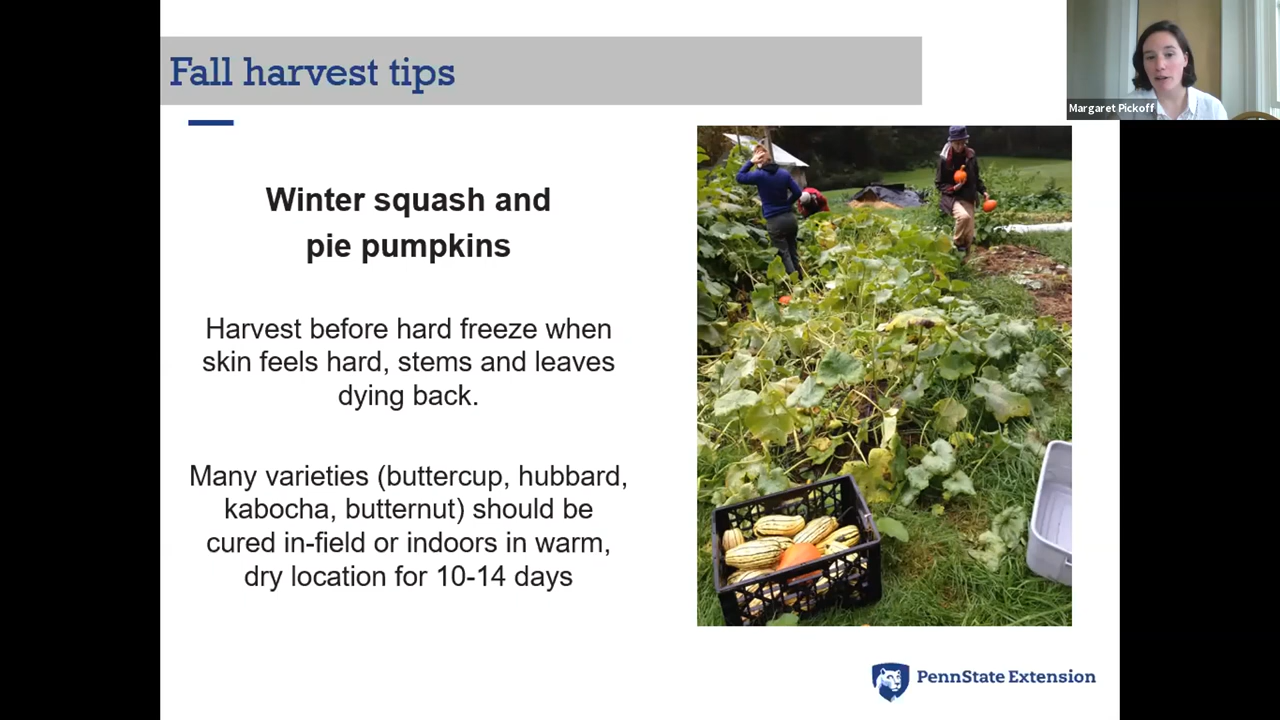 Fall harvest tips
Margaret Pickoff
Winter squash and
pie pumpkins
Harvest before hard freeze when
skin feels hard, stems and leaves
dying back.
Many varieties (buttercup, hubbard,
kabocha, butternut) should be
cured in-field or indoors in warm,
dry location for 10-14 days
PennState Extension